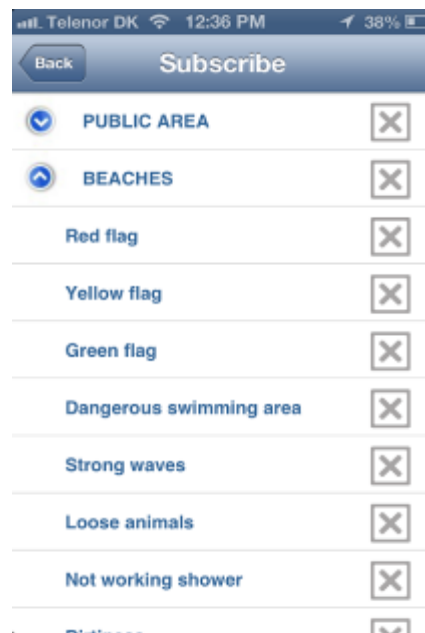 Telenor DK 12:36 PM 38%
Back Subscribe
PUBLIC AREA
BEACHES
Red flag
Yellow flag
Green flag
Dangerous swimming area
Strong waves
Loose animals
Not working shower